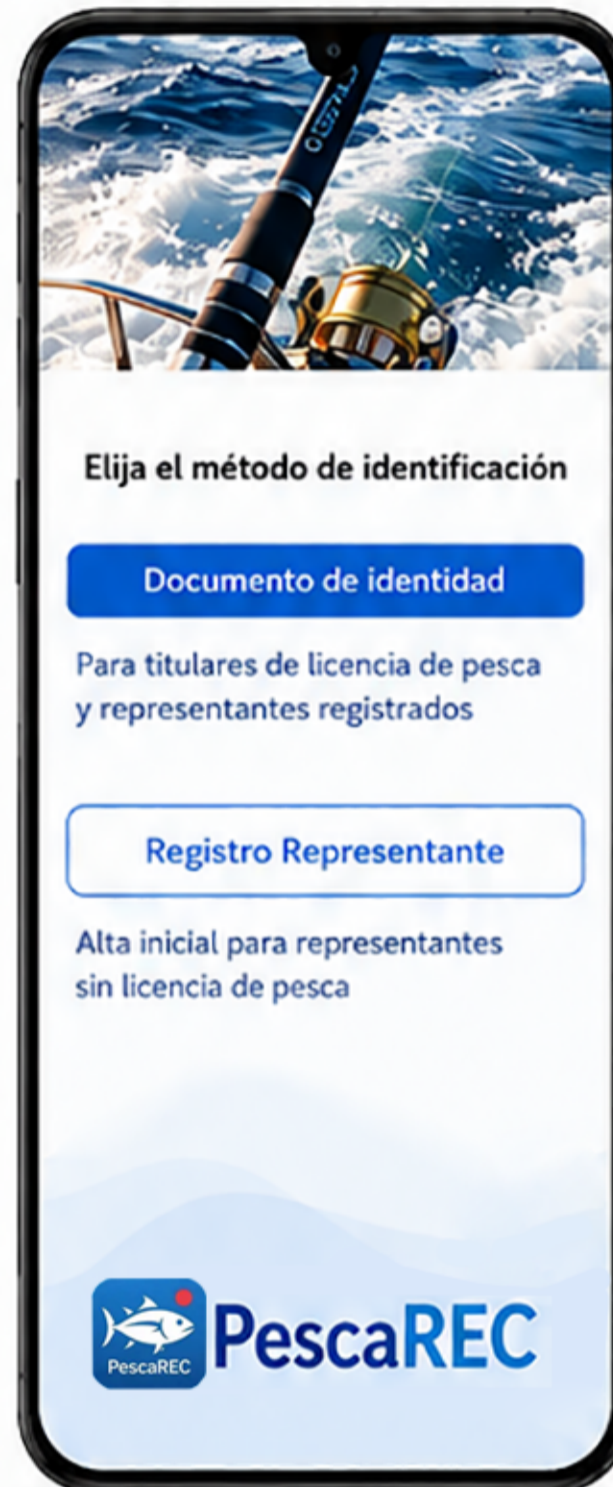 Elija el método de identificación
Documento de identidad
Para titulares de licencia de pesca
y representantes registrados
Registro Representante
Alta inicial para representantes
sin licencia de pesca
PescaREC
PescaREC